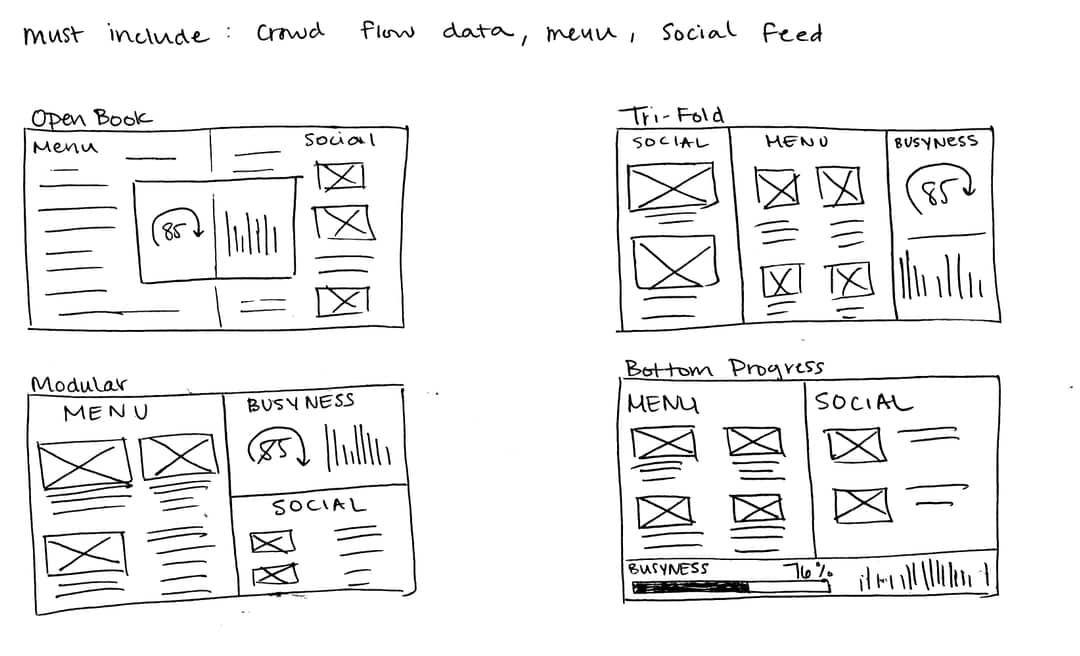 must include: crowd flow data, menu, social feed
Open Book
Menu
Social
85
Tri-Fold
SOCIAL
MENU
BUSYNESS
85
Modular
MENU
BUSYNESS
85
SOCIAL
Bottom Progress
MENU
SOCIAL
BUSYNESS
76%